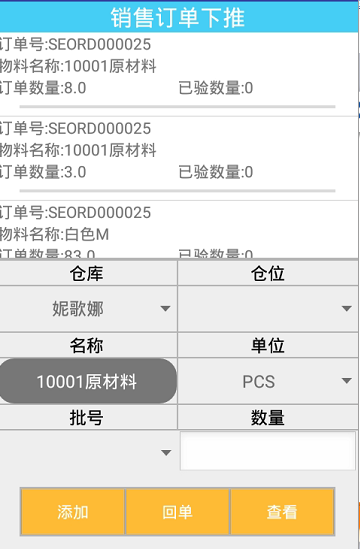 销售订单下推
订单号:SEORD000025
物料名称:10001原材料
订单数量:8.0 已验数量:0
订单号:SEORD000025
物料名称:10001原材料
订单数量:3.0 已验数量:0
订单号:SEORD000025
物料名称:白色M
订单数量:83.0 已验数量:0
仓库 仓位
妮歌娜
名称 单位
10001原材料 PCS
批号 数量
添加 回单 查看